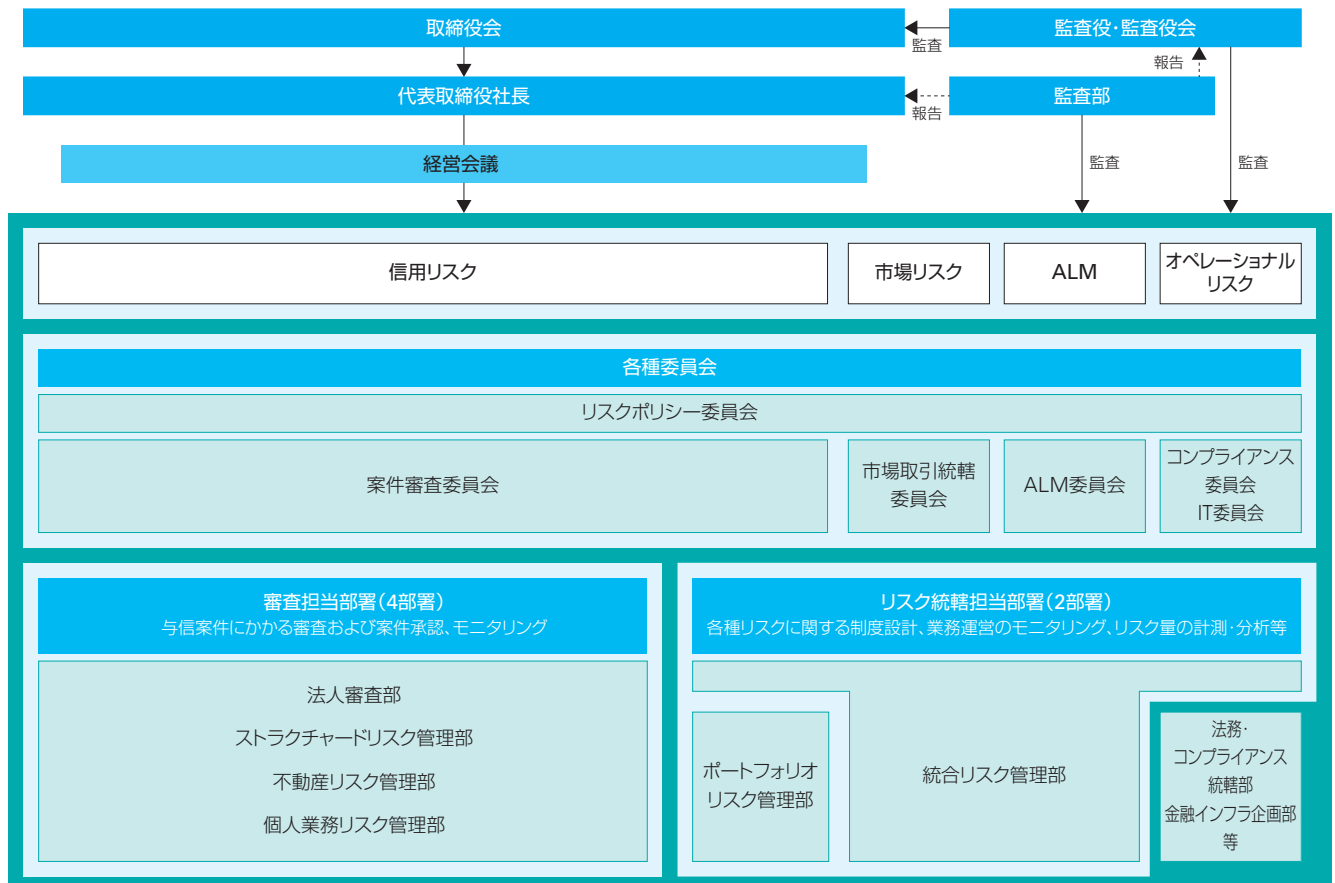 取締役会
監査役・監査役会
監査
報告
代表取締役社長
監査部
報告
経営会議
監査
監査
信用リスク
市場リスク
ALM
オペレーショナル
リスク
各種委員会
リスクポリシー委員会
案件審査委員会
市場取引統轄
委員会
ALM委員会
コンプライアンス
委員会
IT委員会
審査担当部署(4部署)
与信案件にかかる審査および案件承認、モニタリング
法人審査部
ストラクチャードリスク管理部
不動産リスク管理部
個人業務リスク管理部
リスク統轄担当部署(2部署)
各種リスクに関する制度設計、業務運営のモニタリング、リスク量の計測・分析等
ポートフォリオ
リスク管理部
統合リスク管理部
法務・
コンプライアンス
統轄部
金融インフラ企画部
等